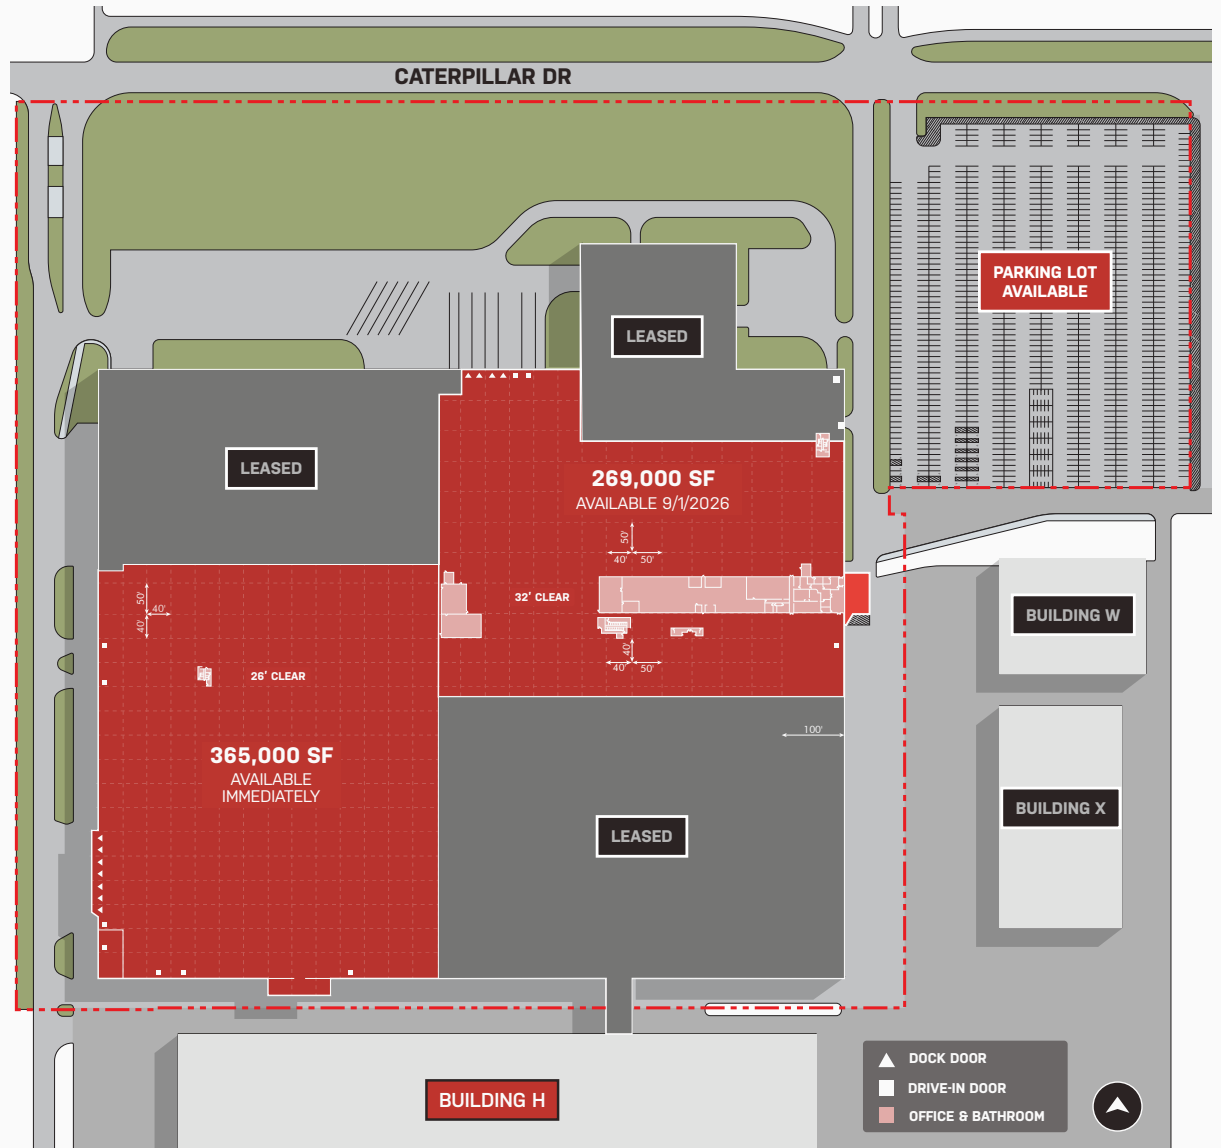 CATERPILLAR DR
PARKING LOT
AVAILABLE
LEASED
LEASED
269,000 SF
AVAILABLE 9/1/2026
50'
40'
50'
32' CLEAR
50'
40'
40'
40'
40'
50'
26' CLEAR
BUILDING W
100'
365,000 SF
AVAILABLE
IMMEDIATELY
BUILDING X
LEASED
BUILDING H
DOCK DOOR
DRIVE-IN DOOR
OFFICE & BATHROOM